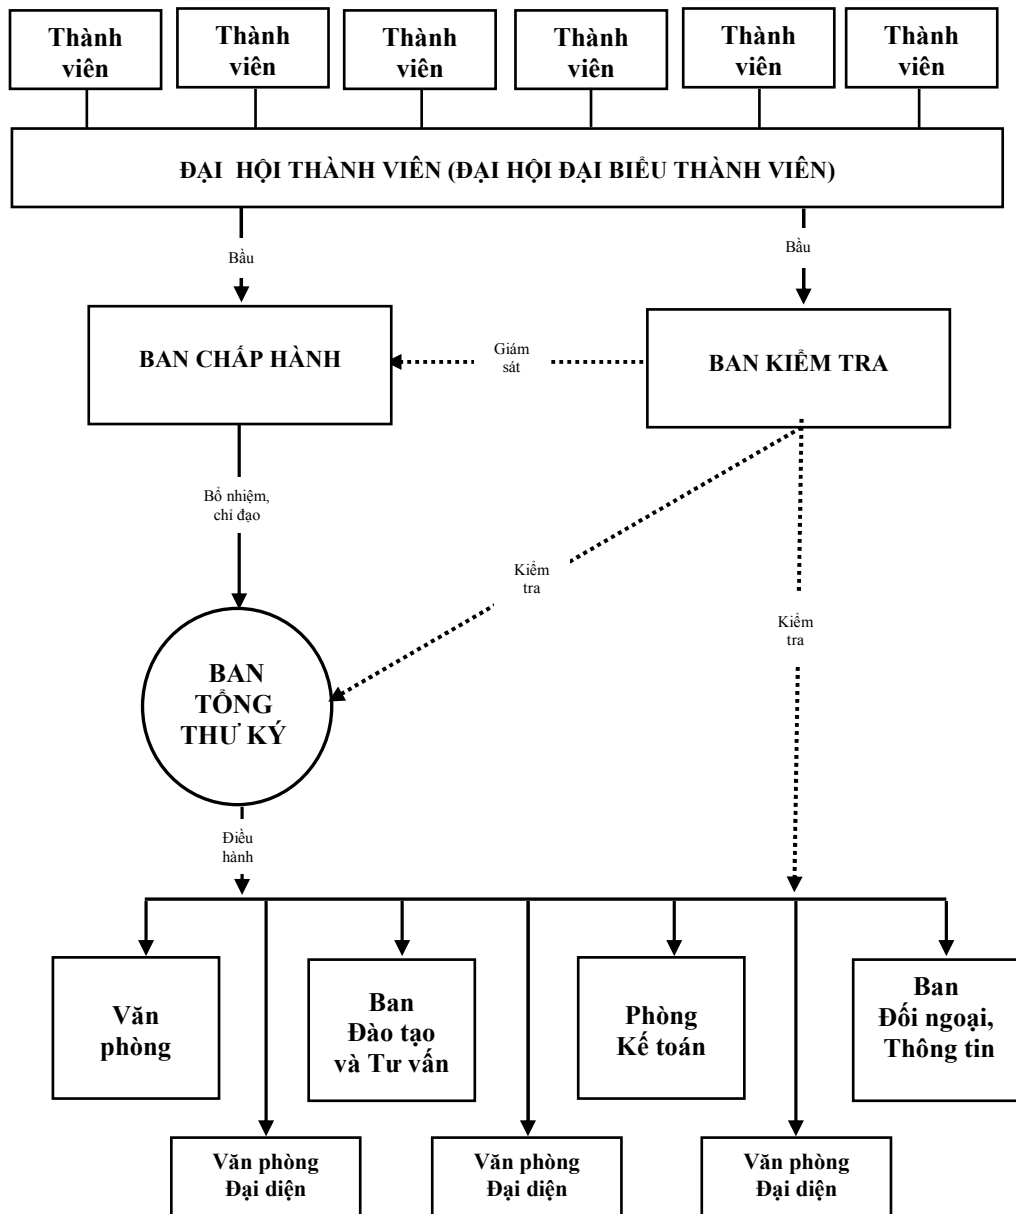 Thành
viên
Thành
viên
Thành
viên
Thành
viên
Thành
viên
Thành
viên
ĐẠI HỘI THÀNH VIÊN (ĐẠI HỘI ĐẠI BIỂU THÀNH VIÊN)
Bầu
Bầu
BAN CHẤP HÀNH
Giám
sát
BAN KIỂM TRA
Bổ nhiệm,
chỉ đạo
Kiểm
tra
Kiểm
tra
BAN
TỔNG
THƯ KÝ
Điều
hành
Văn
phòng
Ban
Đào tạo
và Tư vấn
Phòng
Kế toán
Ban
Đối ngoại,
Thông tin
Văn phòng
Đại diện
Văn phòng
Đại diện
Văn phòng
Đại diện